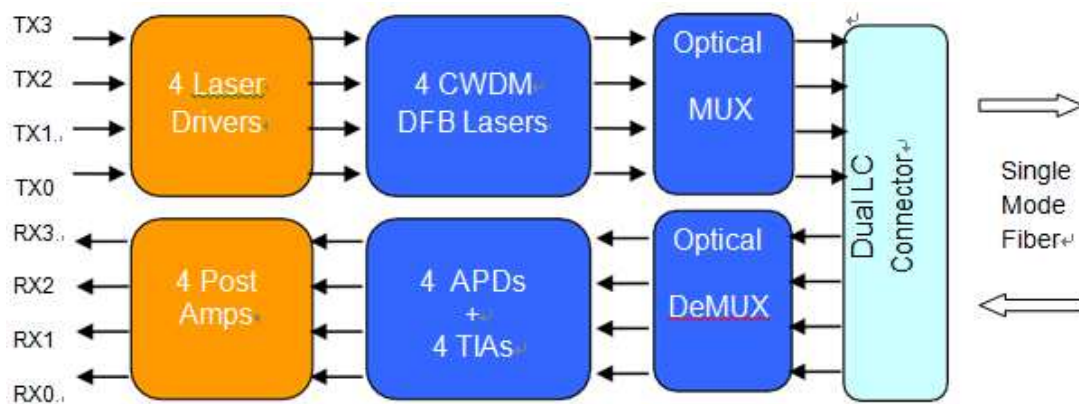 TX3
TX2
TX1.
TX0
4 Laser
Drivers
4 CWDM
DFB Lasers
Optical
MUX
Dual LC
Connector
Single
Mode
Fiber
RX3.
RX2
RX1
RX0.
4 Post
Amps
4 APDs
+
4 TIAs
Optical
DeMUX